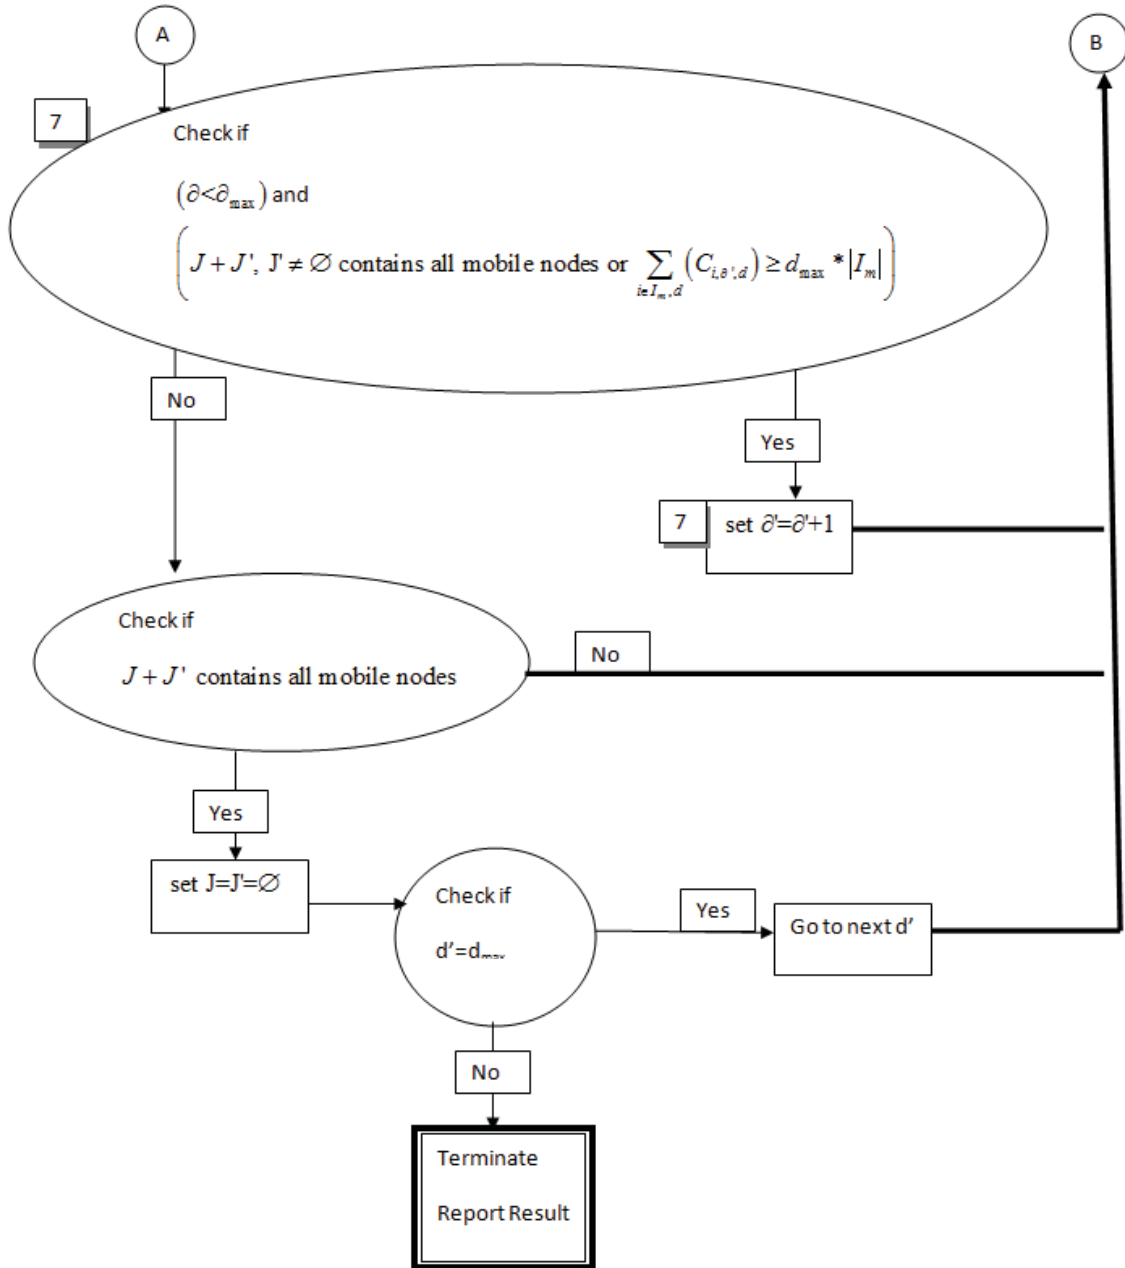 A
B
7
Check if
(∂<∂max) and
(J + J', J' ≠ ∅ contains all mobile nodes or ∑i∈Im,d (Ci,∂',d) ≥ dmax * |Im|)
No
Yes
7
set ∂'=∂'+1
Check if
J + J' contains all mobile nodes
No
Yes
set J=J'=∅
Check if
d'=dmax
Yes
Go to next d'
No
Terminate
Report Result